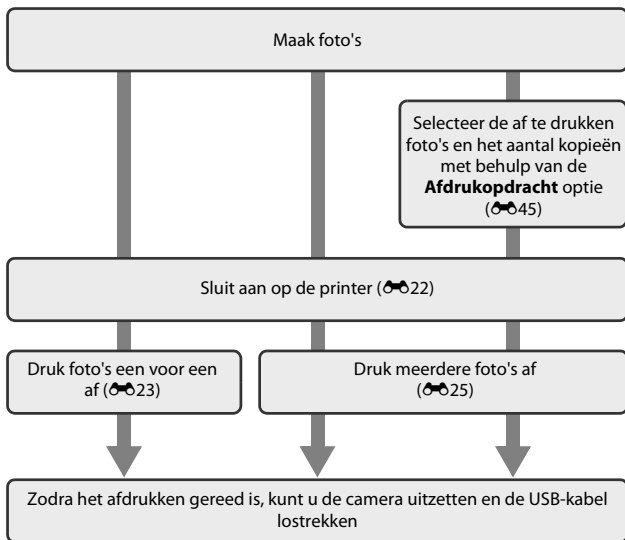 Maak foto's
Selecteer de af te drukken
foto's en het aantal kopieën
met behulp van de
Afdrukopdracht optie
(45)
Sluit aan op de printer (22)
Druk foto's een voor een
af (23)
Druk meerdere foto's af
(25)
Zodra het afdrukken gereed is, kunt u de camera uitzetten en de USB-kabel
lostrekken